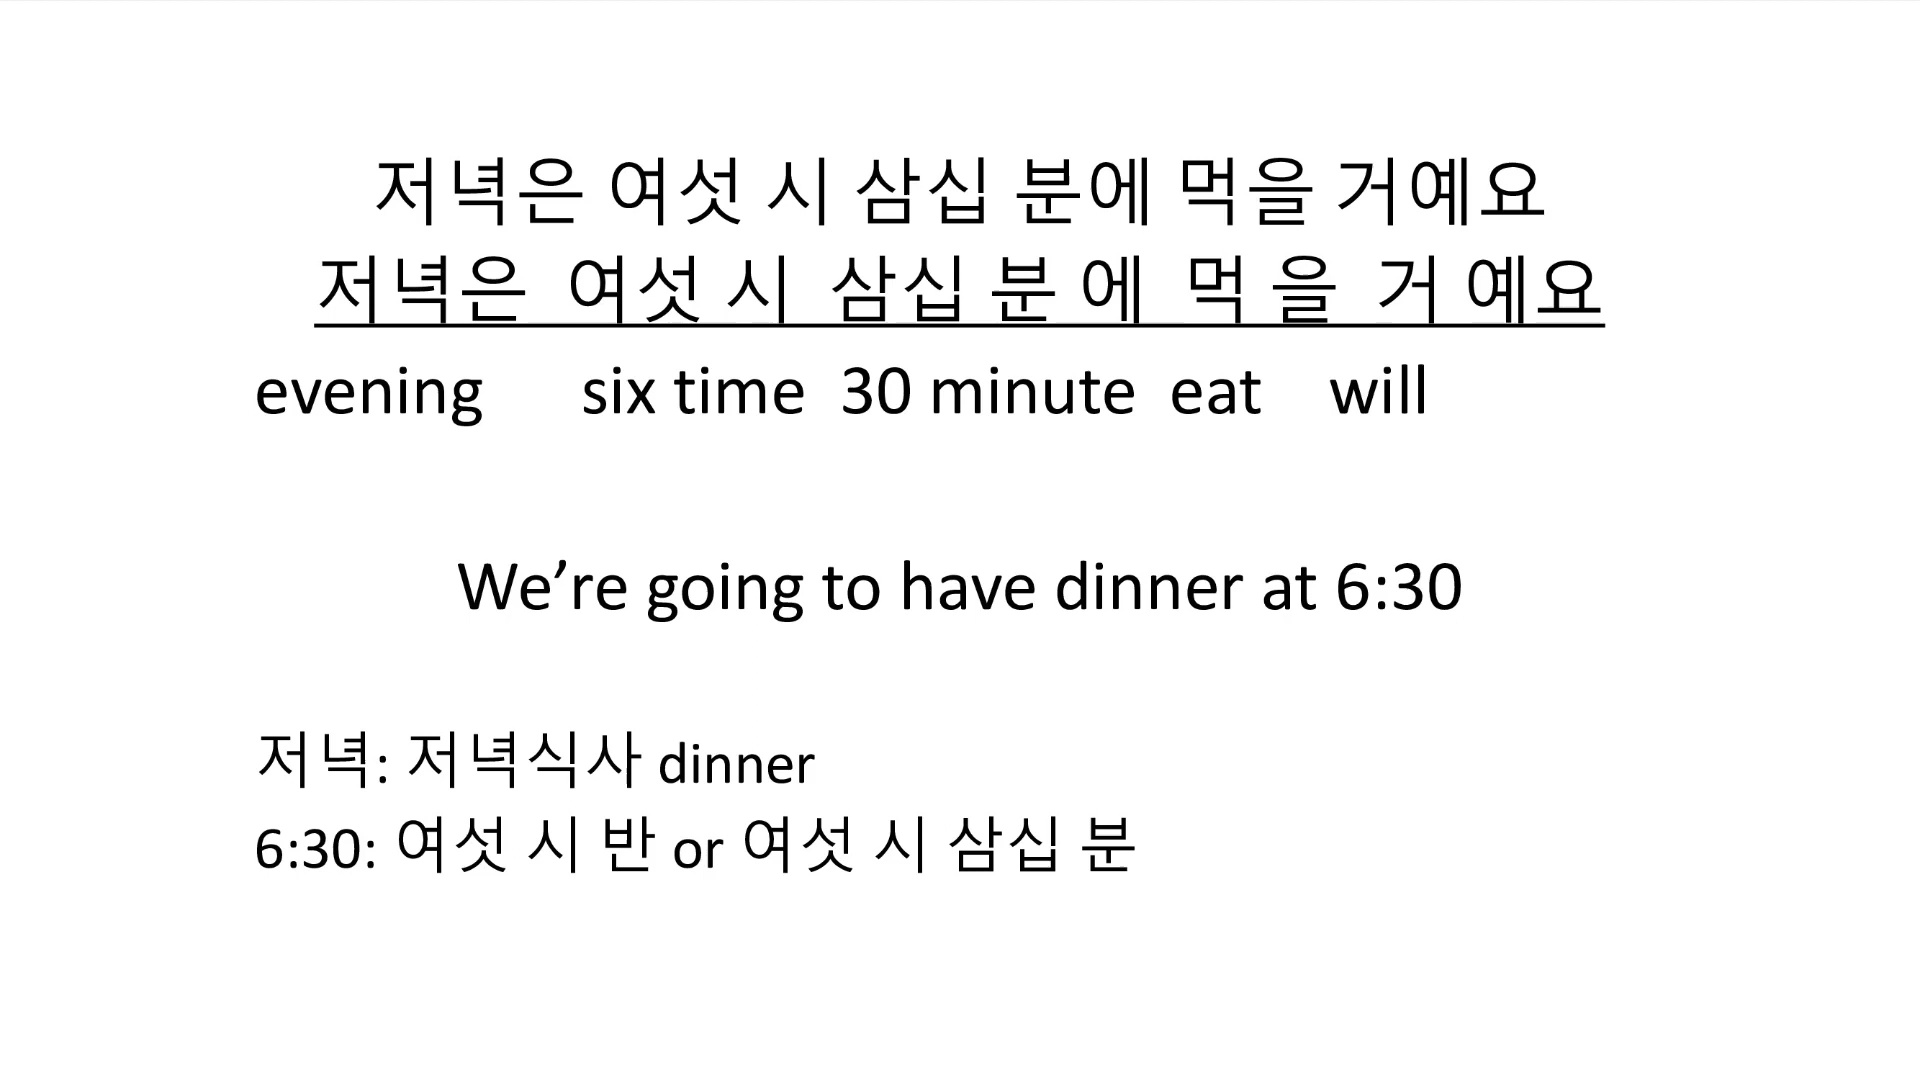 저녁은 여섯 시 삼십 분에 먹을 거예요
저녁은 여섯 시 삼십 분 에 먹 을 거 예요
evening six time 30 minute eat will
We’re going to have dinner at 6:30
저녁: 저녁식사 dinner
6:30: 여섯 시 반 or 여섯 시 삼십 분